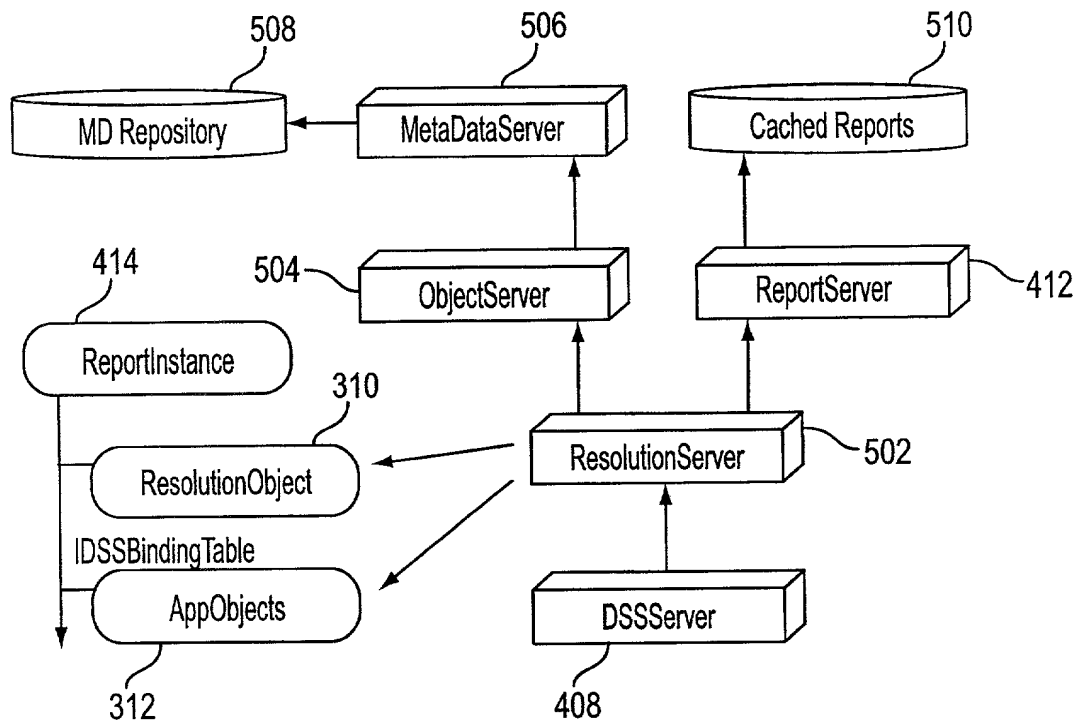 508
506
510
MD Repository
MetaDataServer
Cached Reports
414
504
ObjectServer
ReportServer
412
ReportInstance
310
ResolutionObject
ResolutionServer
502
IDSSBindingTable
AppObjects
DSSServer
312
408